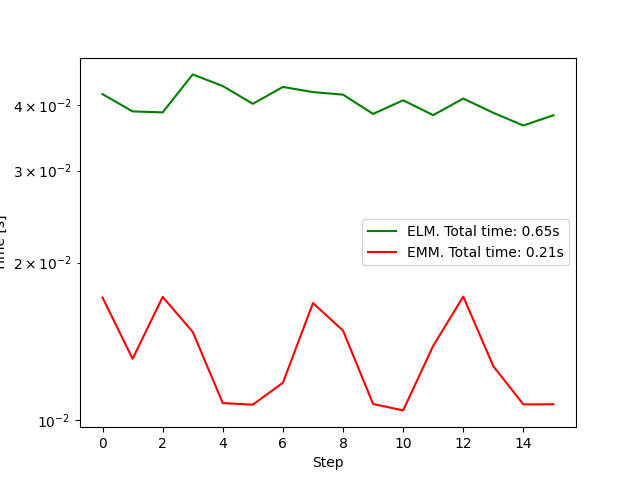 4 × 10⁻²
3 × 10⁻²
2 × 10⁻²
10⁻²
Time [s]
ELM. Total time: 0.65s
EMM. Total time: 0.21s
0 2 4 6 8 10 12 14
Step